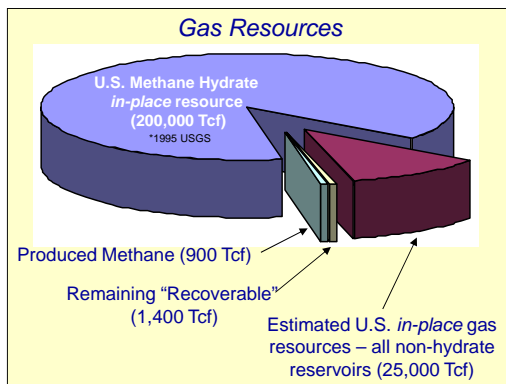 Gas Resources
U.S. Methane Hydrate
in-place resource
(200,000 Tcf)
*1995 USGS
Produced Methane (900 Tcf)
Remaining “Recoverable”
(1,400 Tcf)
Estimated U.S. in-place gas
resources – all non-hydrate
reservoirs (25,000 Tcf)